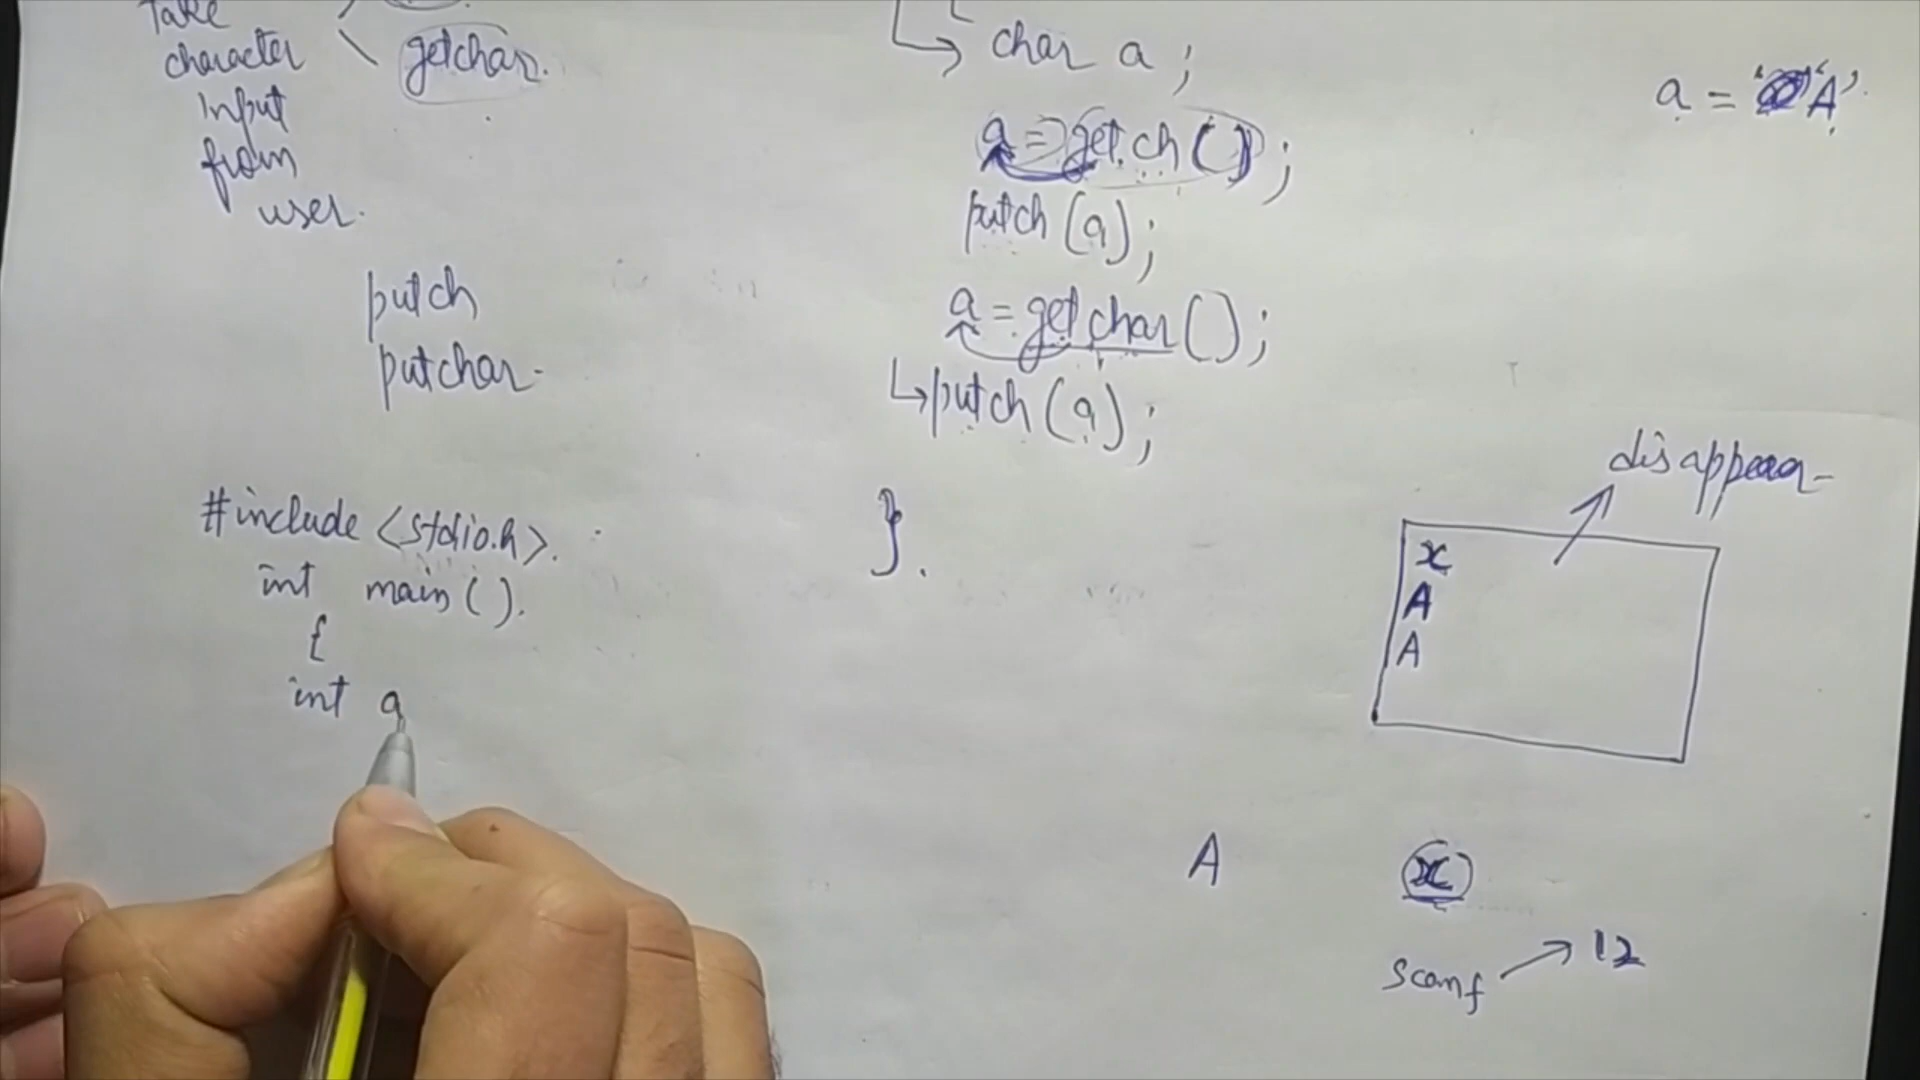 Take
character
Input
from
user.
getchar.
putch
putchar.
#include <stdio.h>.
int main().
{
int a
char a ;
a = getch( ) ;
putch (a) ;
a = getchar( ) ;
putch (a) ;
}.
a = 'A'.
disappear
x
A
A
A
x
scanf → 12